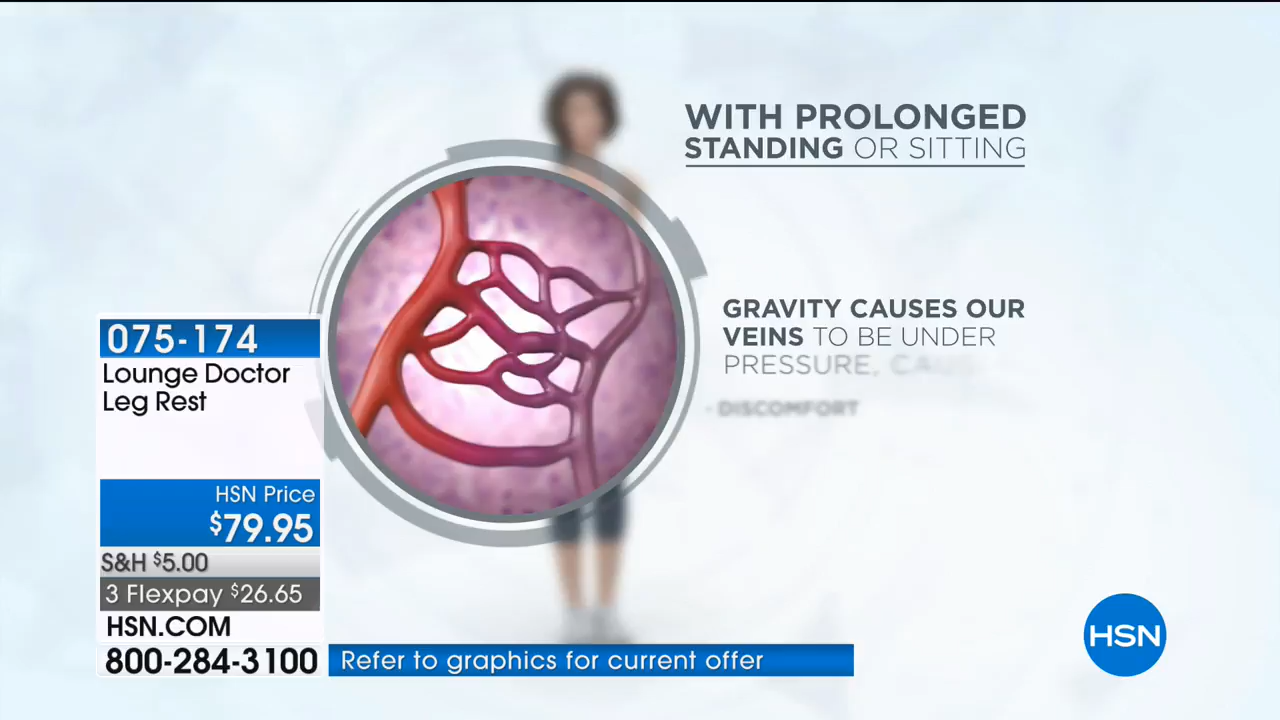 WITH PROLONGED
STANDING OR SITTING
GRAVITY CAUSES OUR
VEINS TO BE UNDER
PRESSURE, CAUS
- DISCOMFORT
075-174
Lounge Doctor
Leg Rest
HSN Price
$79.95
S&H $5.00
3 Flexpay $26.65
HSN.COM
800-284-3100
Refer to graphics for current offer
HSN